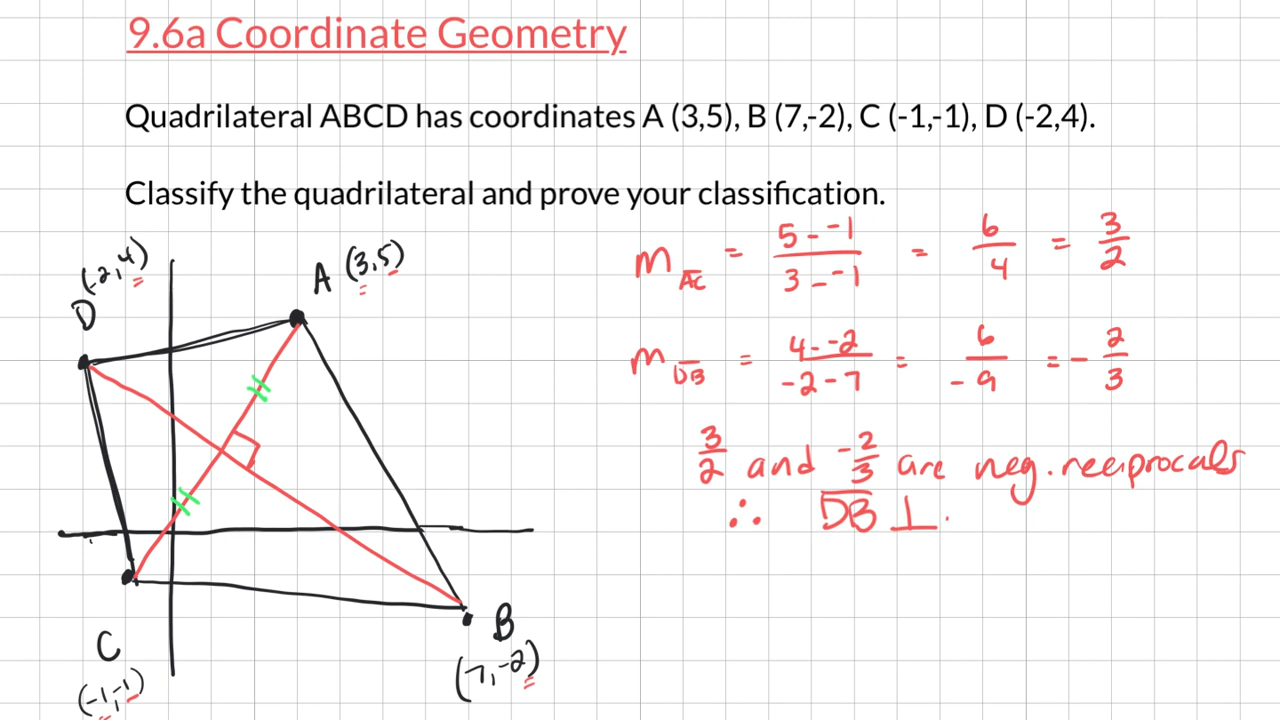 9.6a Coordinate Geometry
Quadrilateral ABCD has coordinates A (3,5), B (7,-2), C (-1,-1), D (-2,4).
Classify the quadrilateral and prove your classification.
(-2,4)
D
A (3,5)
C
(-1,-1)
B
(7,-2)
m AC = 5--1 / 3--1 = 6/4 = 3/2
m DB = 4--2 / -2-7 = 6/-9 = -2/3
3/2 and -2/3 are neg. reciprocals
∴ DB ⊥